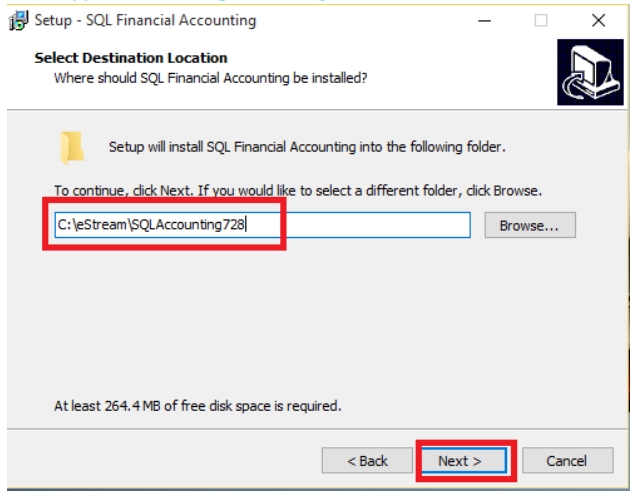 Setup - SQL Financial Accounting
Select Destination Location
Where should SQL Financial Accounting be installed?
Setup will install SQL Financial Accounting into the following folder.
To continue, click Next. If you would like to select a different folder, click Browse.
C:\eStream\SQLAccounting728
Browse...
At least 264.4 MB of free disk space is required.
< Back
Next >
Cancel